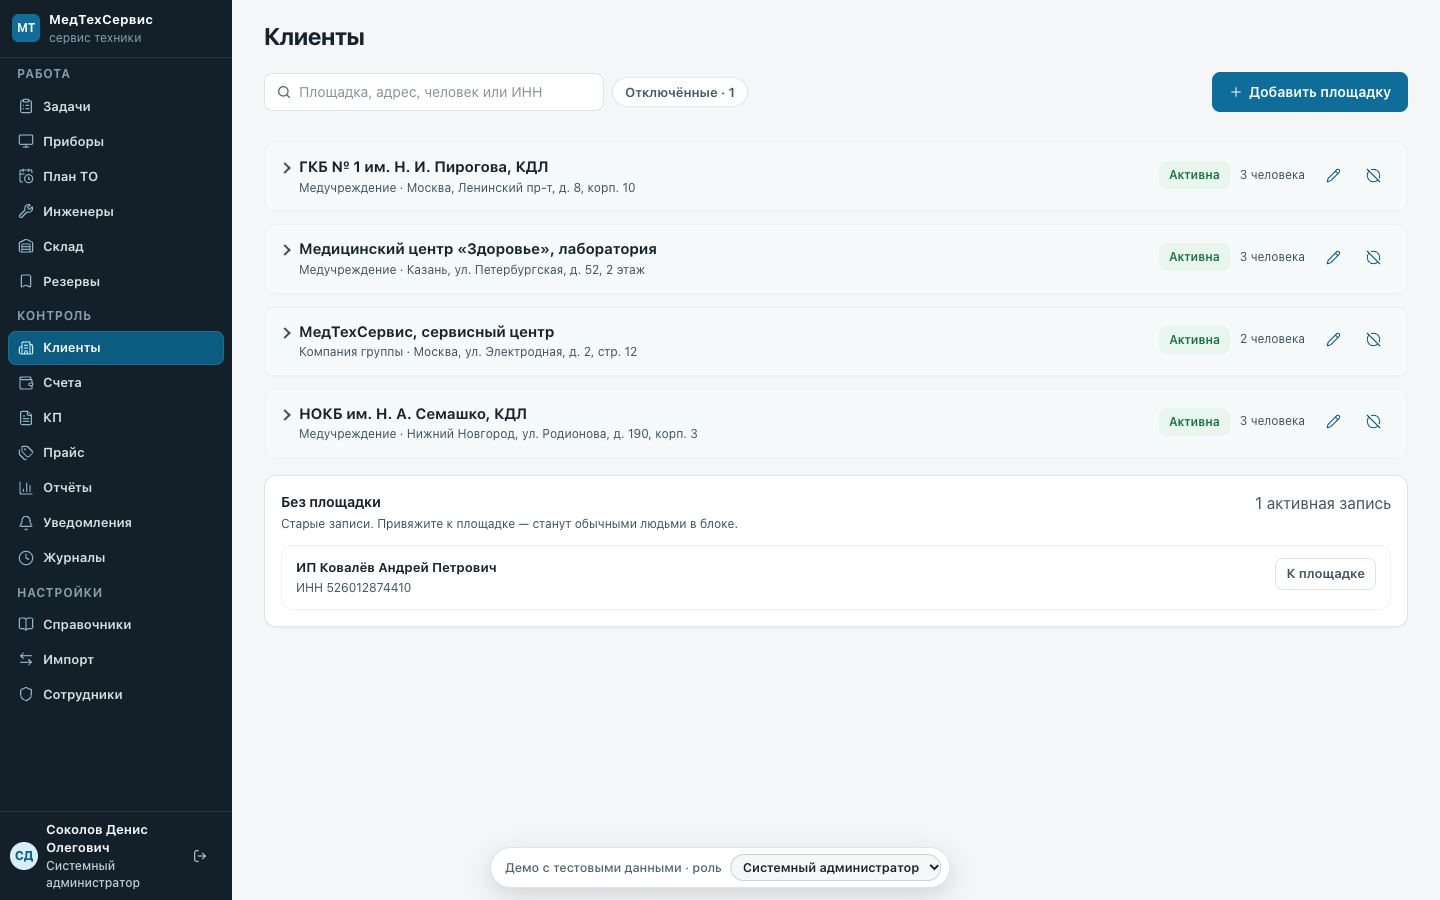 МТ
МедТехСервис
сервис техники
РАБОТА
Задачи
Приборы
План ТО
Инженеры
Склад
Резервы
КОНТРОЛЬ
Клиенты
Счета
КП
Прайс
Отчёты
Уведомления
Журналы
НАСТРОЙКИ
Справочники
Импорт
Сотрудники
СД
Соколов Денис
Олегович
Системный
администратор
Клиенты
Площадка, адрес, человек или ИНН
Отключённые · 1
+ Добавить площадку
ГКБ № 1 им. Н. И. Пирогова, КДЛ
Медучреждение · Москва, Ленинский пр-т, д. 8, корп. 10
Активна
3 человека
Медицинский центр «Здоровье», лаборатория
Медучреждение · Казань, ул. Петербургская, д. 52, 2 этаж
Активна
3 человека
МедТехСервис, сервисный центр
Компания группы · Москва, ул. Электродная, д. 2, стр. 12
Активна
2 человека
НОКБ им. Н. А. Семашко, КДЛ
Медучреждение · Нижний Новгород, ул. Родионова, д. 190, корп. 3
Активна
3 человека
Без площадки
1 активная запись
Старые записи. Привяжите к площадке — станут обычными людьми в блоке.
ИП Ковалёв Андрей Петрович
ИНН 526012874410
К площадке
Демо с тестовыми данными · роль
Системный администратор